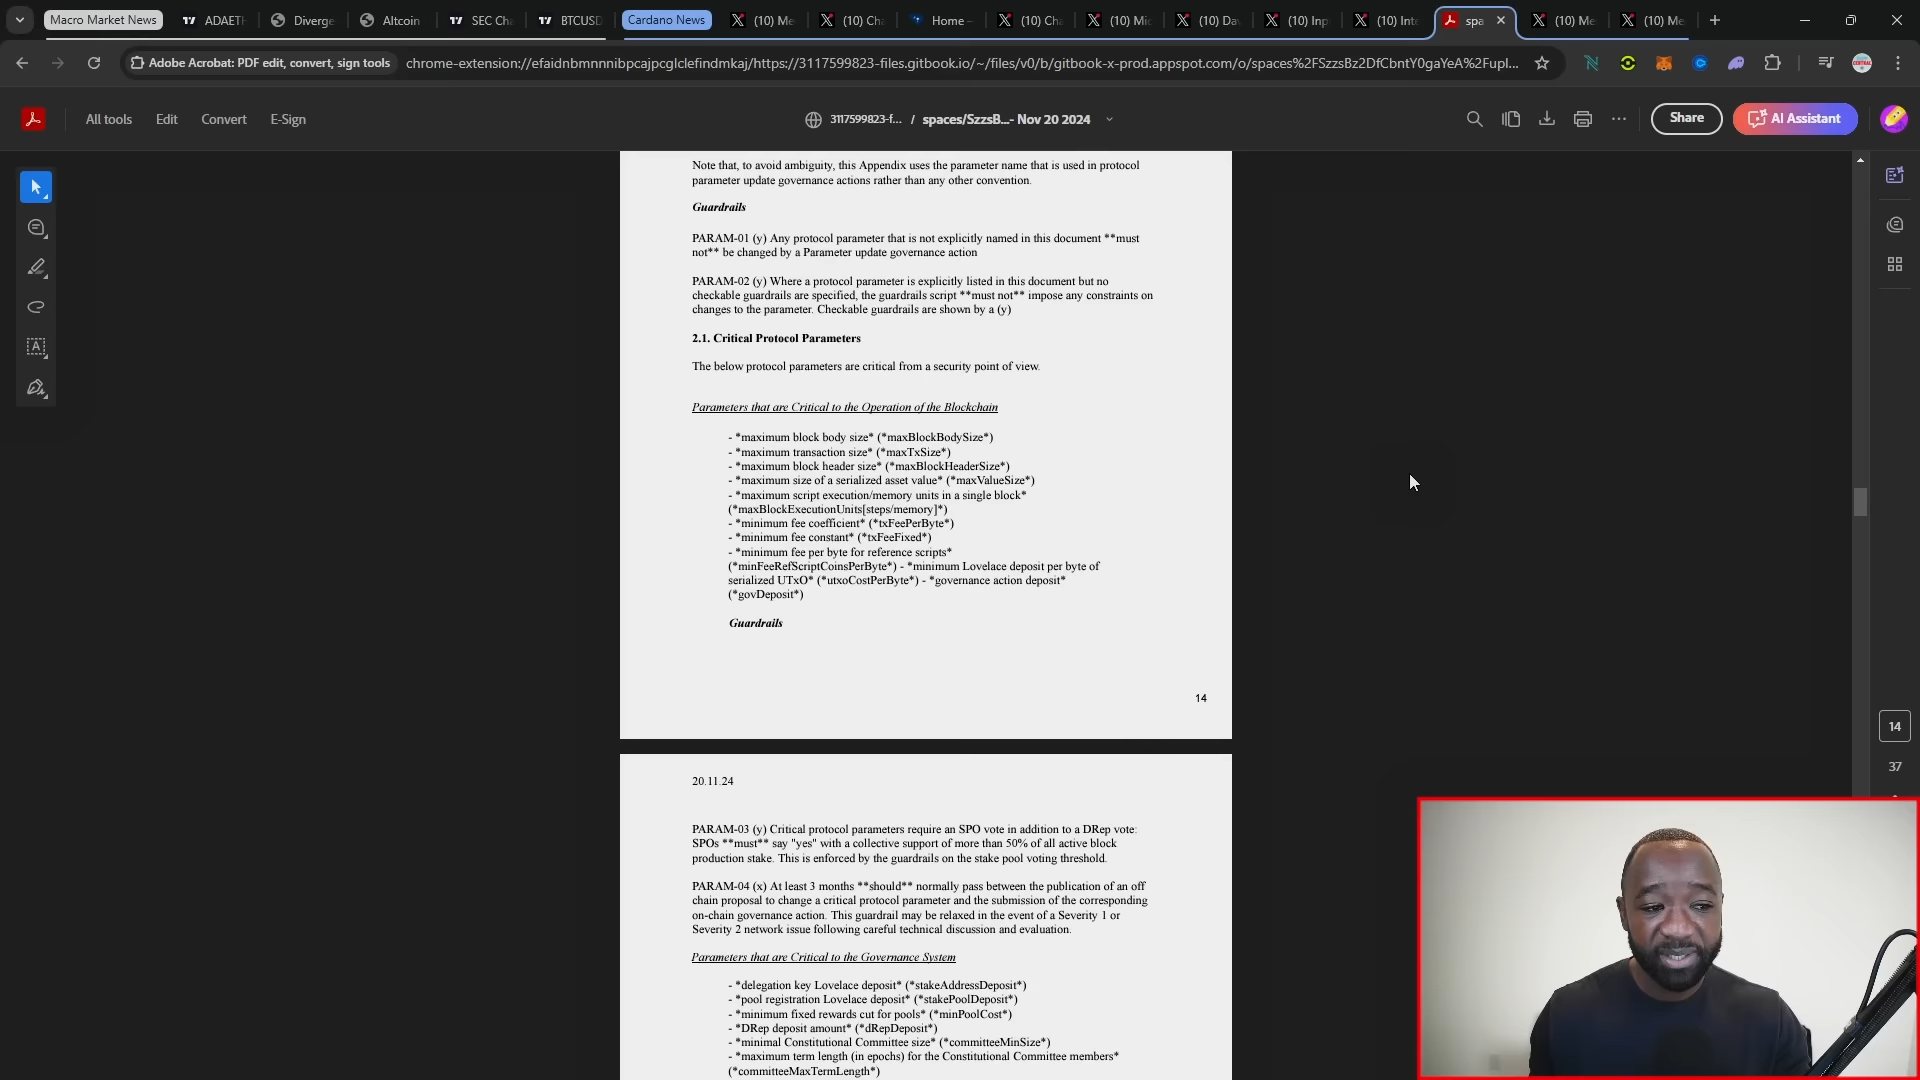 Macro Market News
ADAETH
Diverge
Altcoin
SEC Cha
BTCUSD
Cardano News
(10) Me
(10) Cha
Home –
(10) Cha
(10) Mic
(10) Dav
(10) Inp
(10) Inte
spa
(10) Me
(10) Me
Adobe Acrobat: PDF edit, convert, sign tools
chrome-extension://efaidnbmnnnibpcajpcglclefindmkaj/https://3117599823-files.gitbook.io/~/files/v0/b/gitbook-x-prod.appspot.com/o/spaces%2FSzzsBz2DfCbntY0gaYeA%2Fupl...
All tools
Edit
Convert
E-Sign
3117599823-f... / spaces/SzzsB...- Nov 20 2024
Share
AI Assistant
Note that, to avoid ambiguity, this Appendix uses the parameter name that is used in protocol
parameter update governance actions rather than any other convention.
Guardrails
PARAM-01 (y) Any protocol parameter that is not explicitly named in this document **must
not** be changed by a Parameter update governance action
PARAM-02 (y) Where a protocol parameter is explicitly listed in this document but no
checkable guardrails are specified, the guardrails script **must not** impose any constraints on
changes to the parameter. Checkable guardrails are shown by a (y)
2.1. Critical Protocol Parameters
The below protocol parameters are critical from a security point of view.
Parameters that are Critical to the Operation of the Blockchain
- *maximum block body size* (*maxBlockBodySize*)
- *maximum transaction size* (*maxTxSize*)
- *maximum block header size* (*maxBlockHeaderSize*)
- *maximum size of a serialized asset value* (*maxValueSize*)
- *maximum script execution/memory units in a single block*
(*maxBlockExecutionUnits[steps/memory]*)
- *minimum fee coefficient* (*txFeePerByte*)
- *minimum fee constant* (*txFeeFixed*)
- *minimum fee per byte for reference scripts*
(*minFeeRefScriptCoinsPerByte*) - *minimum Lovelace deposit per byte of
serialized UTxO* (*utxoCostPerByte*) - *governance action deposit*
(*govDeposit*)
Guardrails
14
20.11.24
PARAM-03 (y) Critical protocol parameters require an SPO vote in addition to a DRep vote:
SPOs **must** say "yes" with a collective support of more than 50% of all active block
production stake. This is enforced by the guardrails on the stake pool voting threshold.
PARAM-04 (x) At least 3 months **should** normally pass between the publication of an off
chain proposal to change a critical protocol parameter and the submission of the corresponding
on-chain governance action. This guardrail may be relaxed in the event of a Severity 1 or
Severity 2 network issue following careful technical discussion and evaluation.
Parameters that are Critical to the Governance System
- *delegation key Lovelace deposit* (*stakeAddressDeposit*)
- *pool registration Lovelace deposit* (*stakePoolDeposit*)
- *minimum fixed rewards cut for pools* (*minPoolCost*)
- *DRep deposit amount* (*dRepDeposit*)
- *minimal Constitutional Committee size* (*committeeMinSize*)
- *maximum term length (in epochs) for the Constitutional Committee members*
(*committeeMaxTermLength*)
14
37